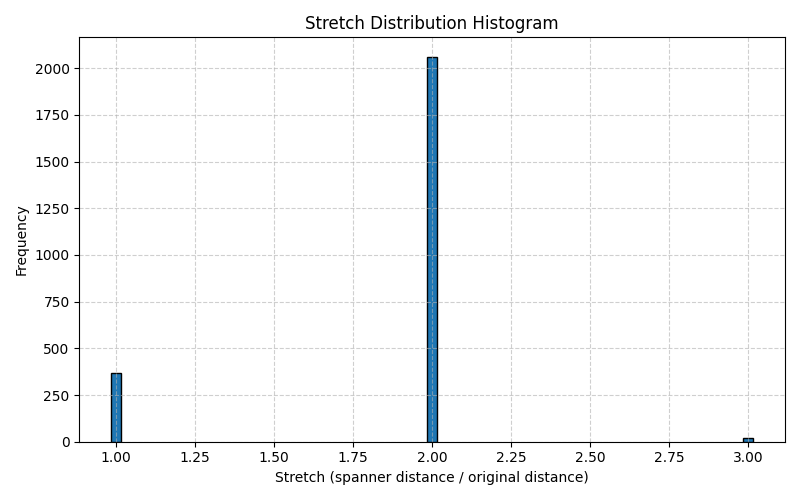 Stretch Distribution Histogram
Frequency
2000
1750
1500
1250
1000
750
500
250
0
1.00 1.25 1.50 1.75 2.00 2.25 2.50 2.75 3.00
Stretch (spanner distance / original distance)